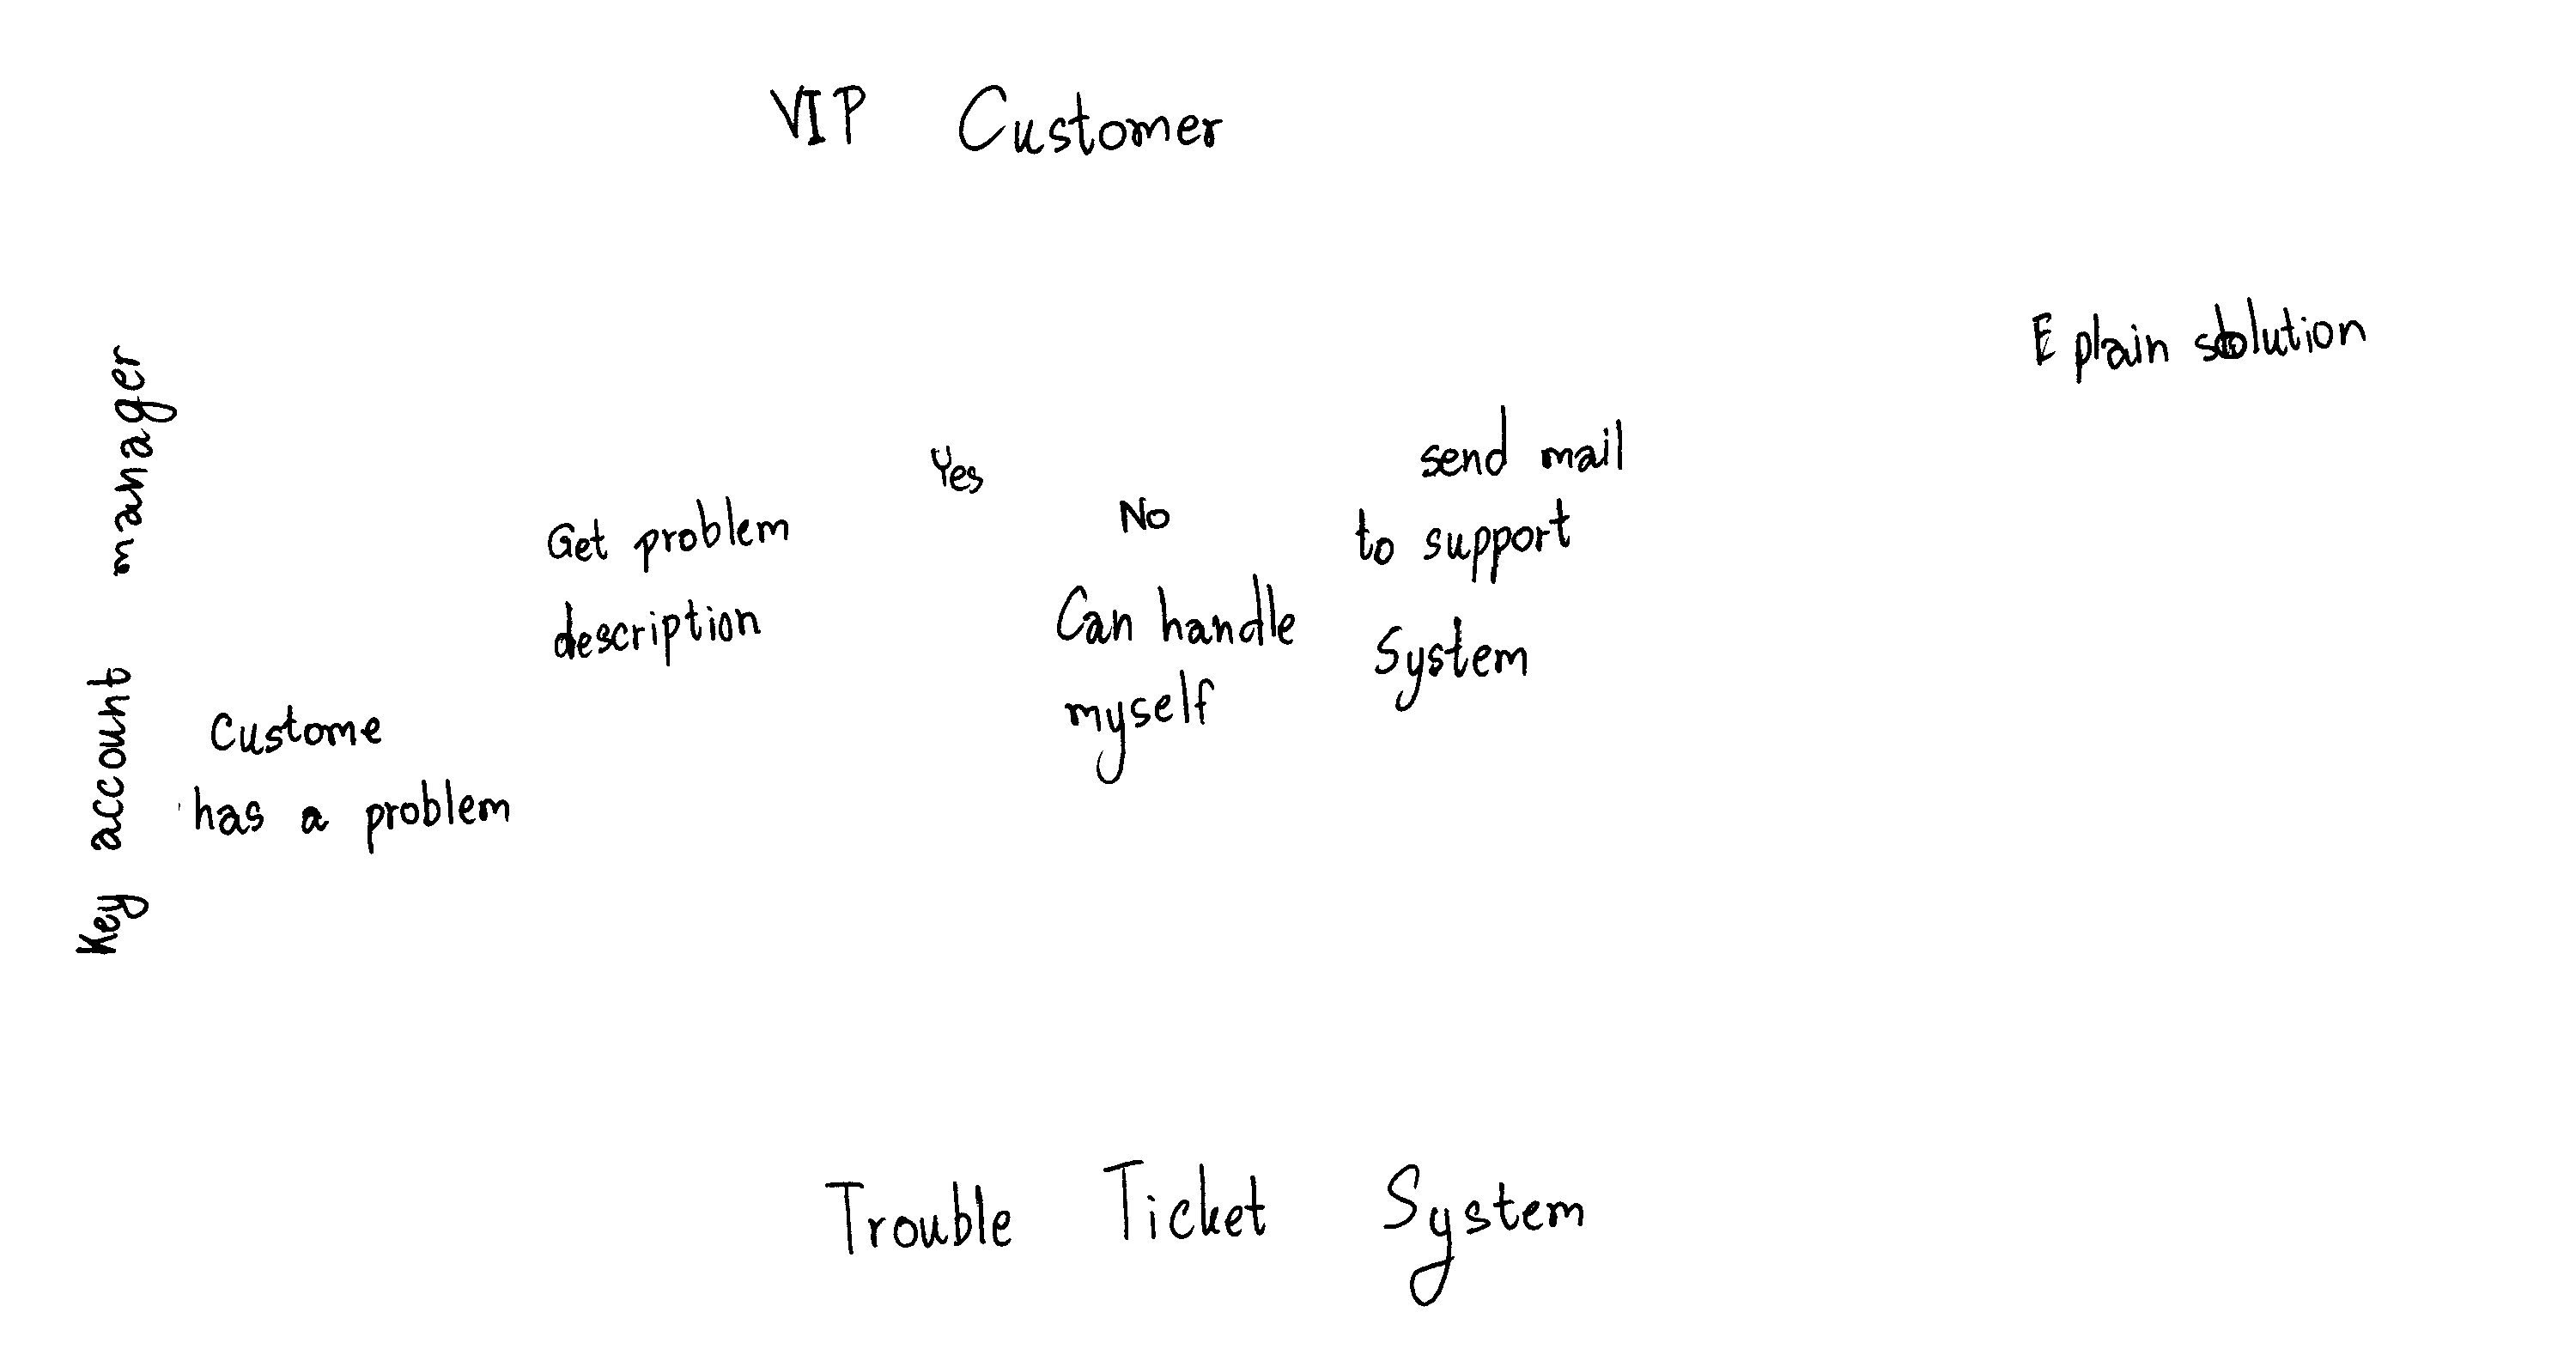 VIP Customer
Key account manager
Custome
has a problem
Get problem
description
Yes
No
Can handle
myself
send mail
to support
System
E plain
Trouble Ticket System